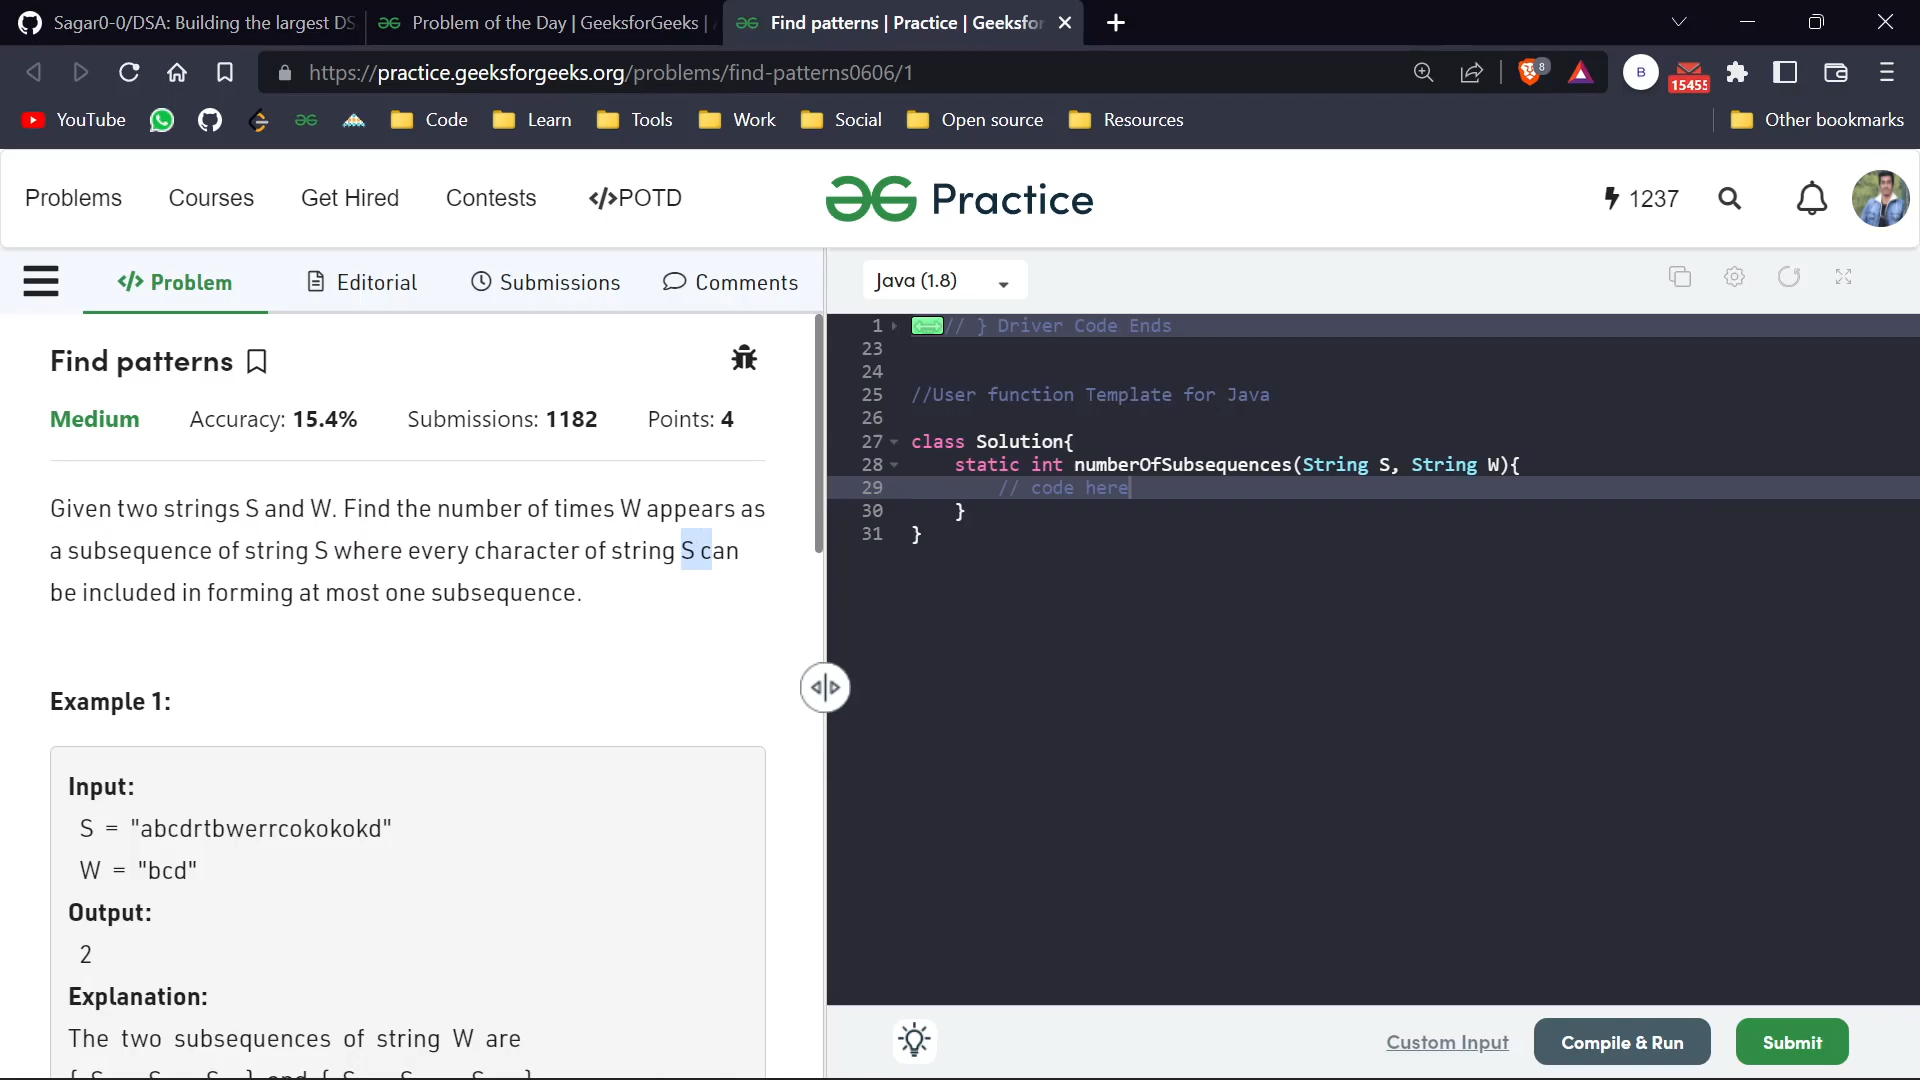 Sagar0-0/DSA: Building the largest DS
Problem of the Day | GeeksforGeeks |
Find patterns | Practice | Geeksfor
https://practice.geeksforgeeks.org/problems/find-patterns0606/1
8
B
15455
YouTube
Code
Learn
Tools
Work
Social
Open source
Resources
Other bookmarks
Problems
Courses
Get Hired
Contests
</>POTD
Practice
1237
</> Problem
Editorial
Submissions
Comments
Java (1.8)
Find patterns
Medium Accuracy: 15.4% Submissions: 1182 Points: 4
Given two strings S and W. Find the number of times W appears as
a subsequence of string S where every character of string S can
be included in forming at most one subsequence.
Example 1:
Input:
S = "abcdrtbwerrcokokokd"
W = "bcd"
Output:
2
Explanation:
The two subsequences of string W are
1 // } Driver Code Ends
23
24
25 //User function Template for Java
26
27 class Solution{
28 static int numberOfSubsequences(String S, String W){
29 // code here
30 }
31 }
Custom Input
Compile & Run
Submit